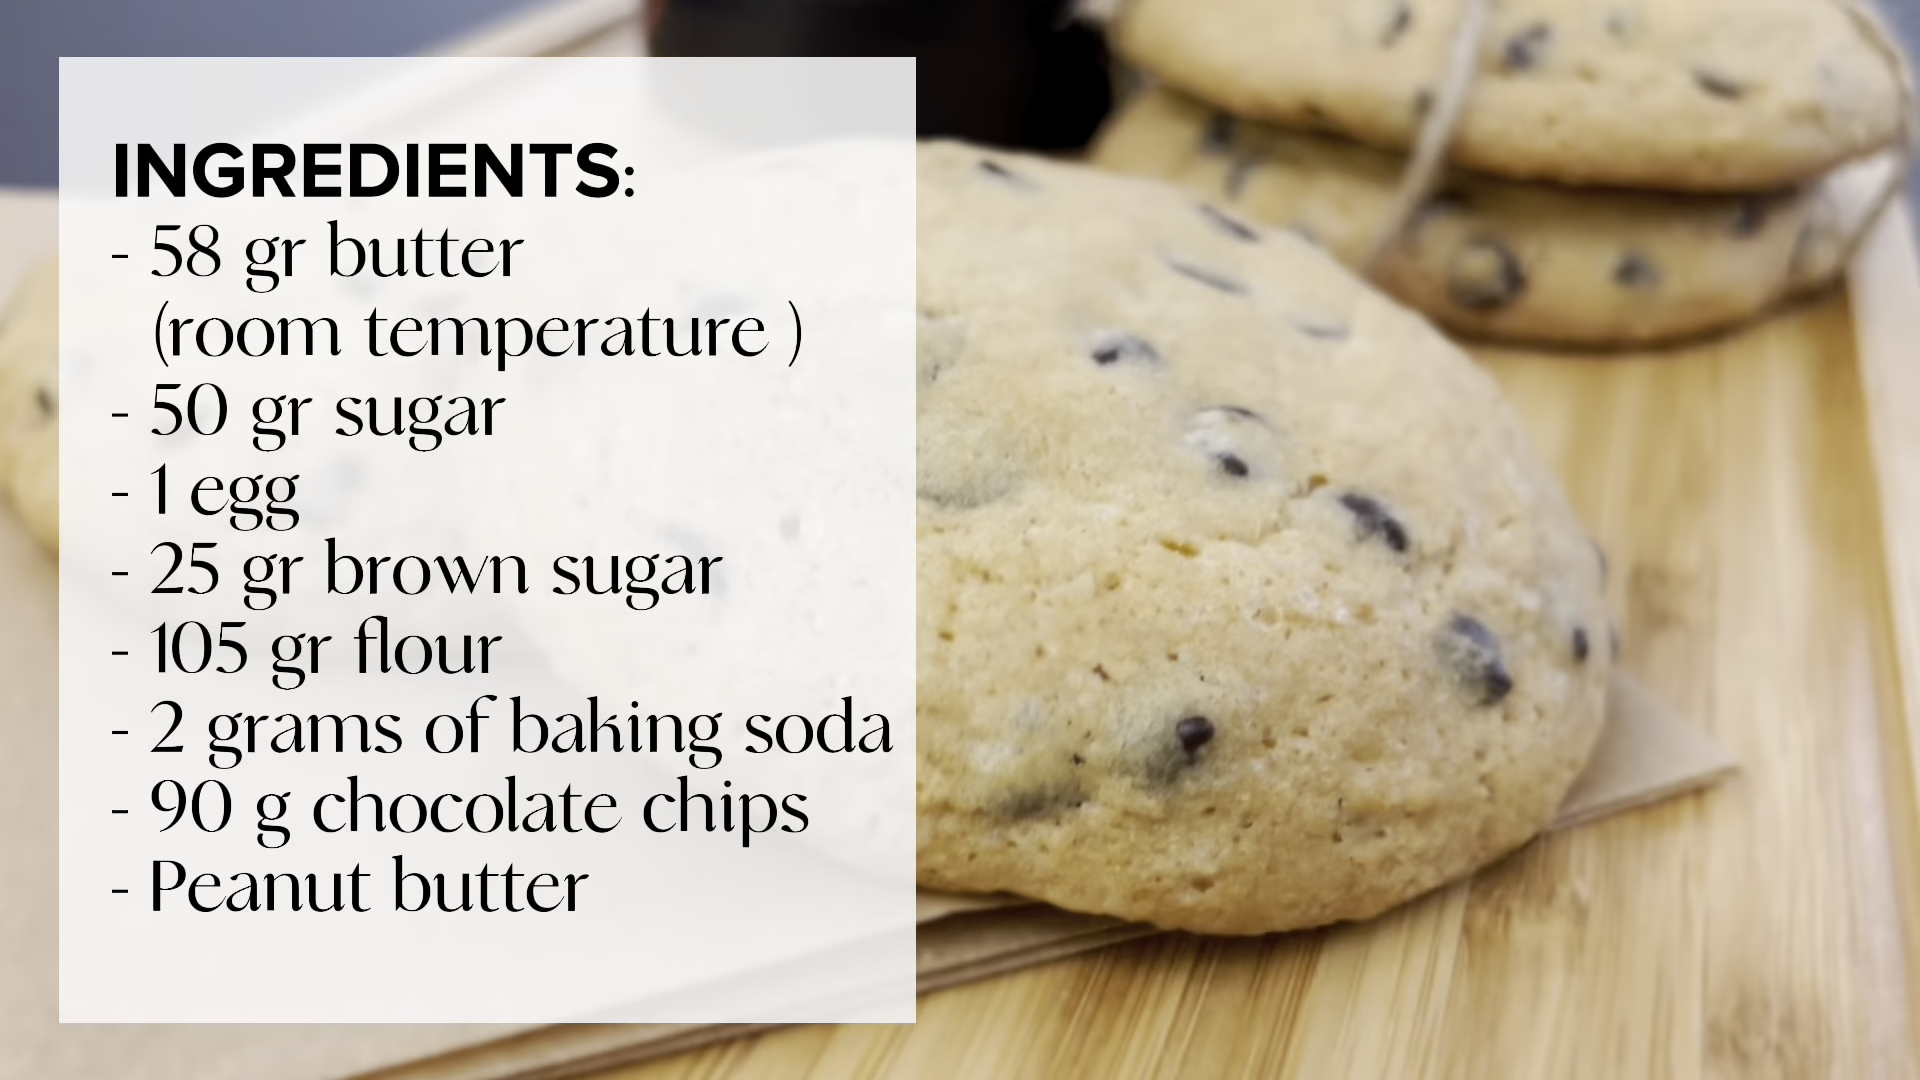 INGREDIENTS:
- 58 gr butter
(room temperature )
- 50 gr sugar
- 1 egg
- 25 gr brown sugar
- 105 gr flour
- 2 grams of baking soda
- 90 g chocolate chips
- Peanut butter